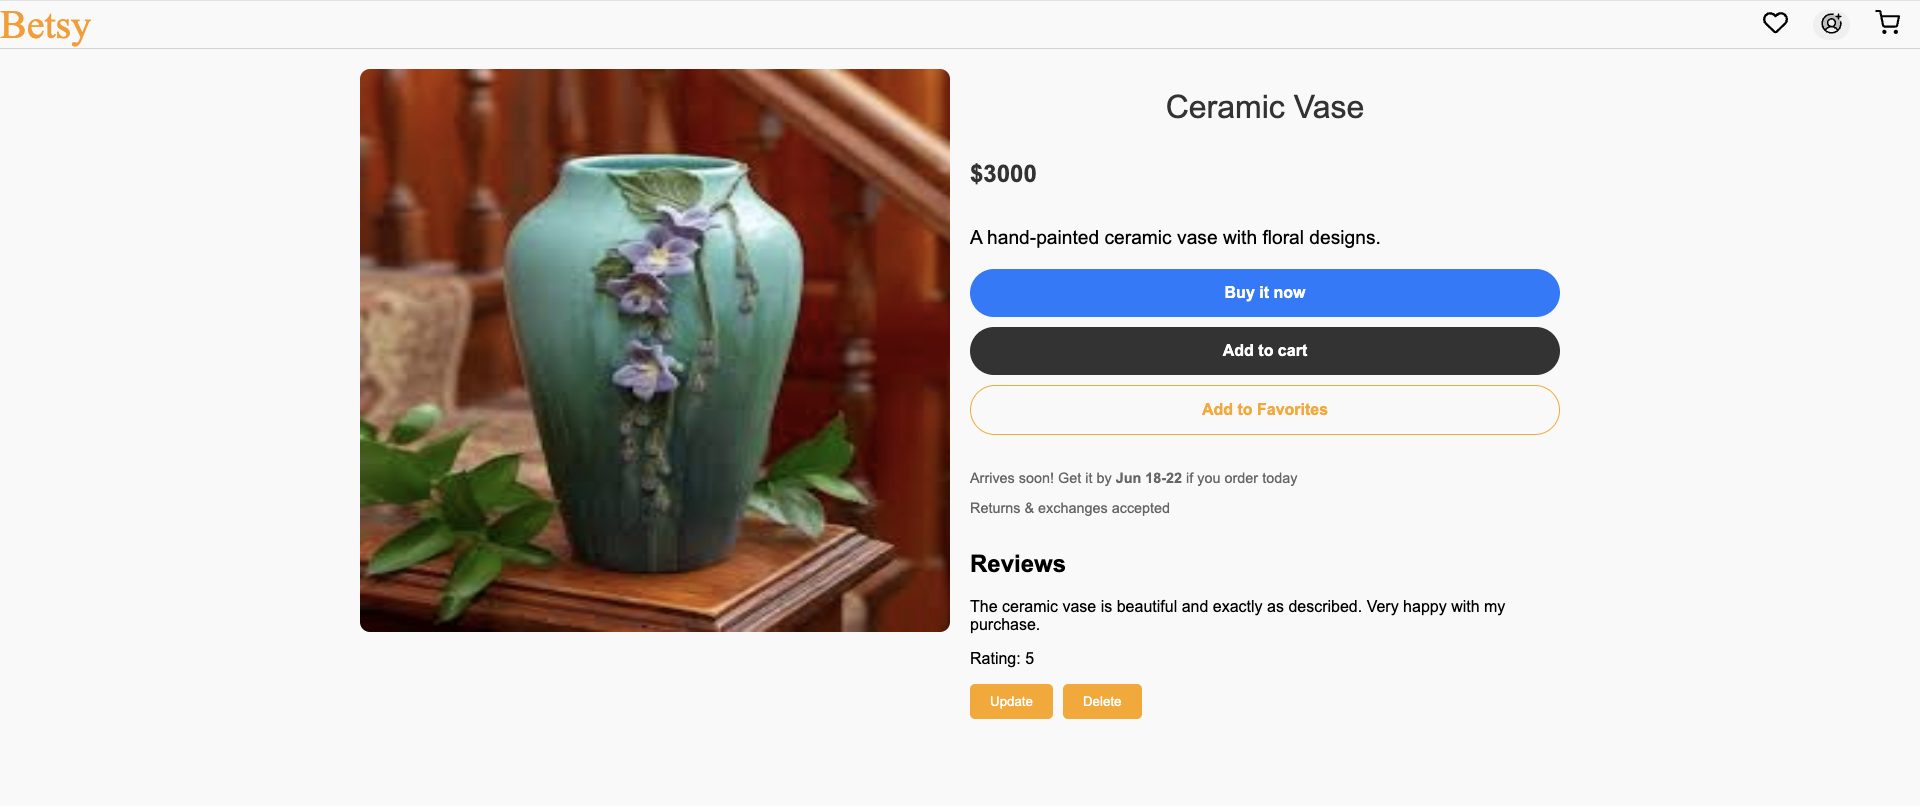 Betsy
Ceramic Vase
$3000
A hand-painted ceramic vase with floral designs.
Buy it now
Add to cart
Add to Favorites
Arrives soon! Get it by Jun 18-22 if you order today
Returns & exchanges accepted
Reviews
The ceramic vase is beautiful and exactly as described. Very happy with my
purchase.
Rating: 5
Update
Delete